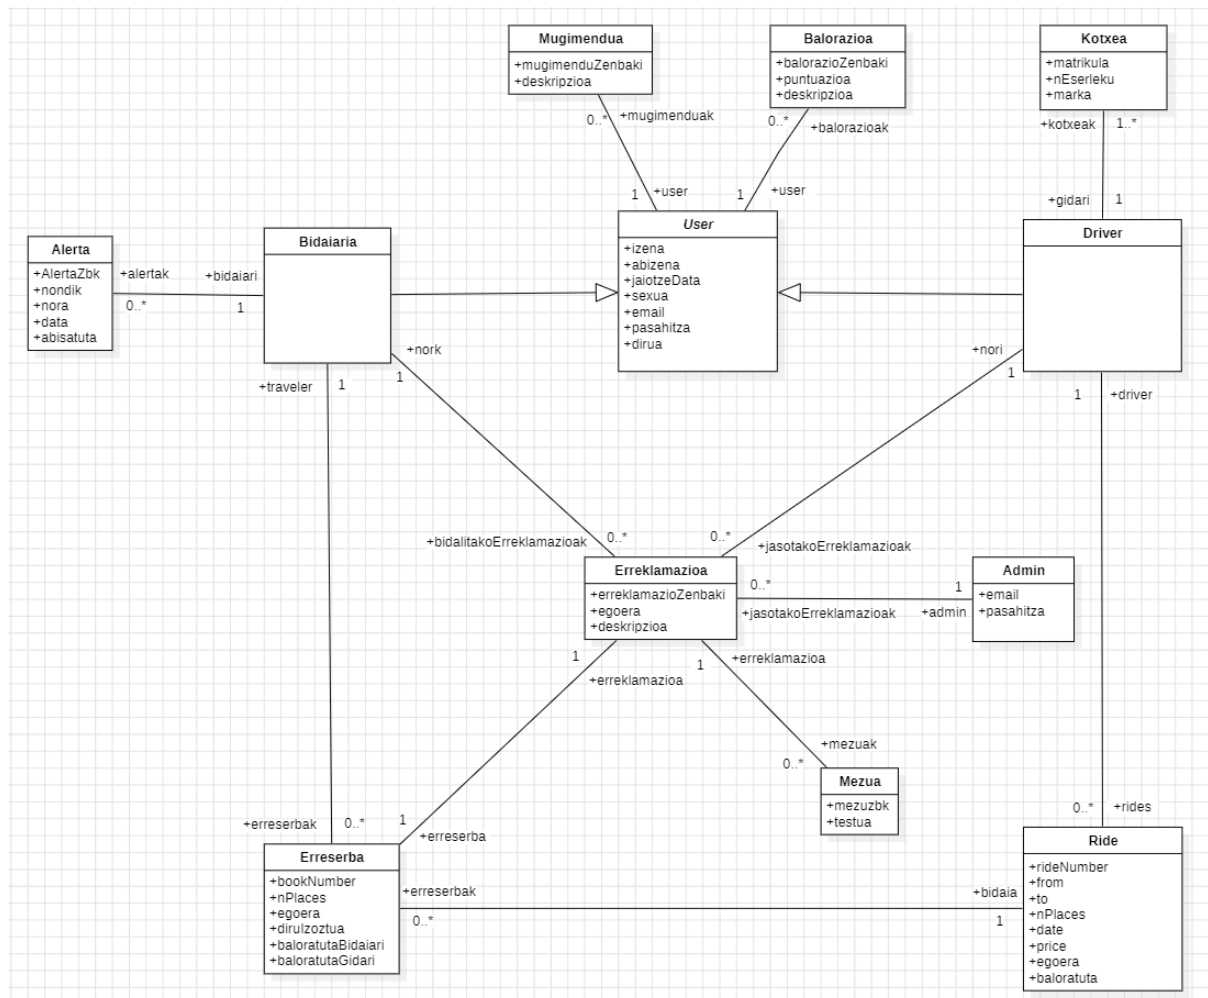 Mugimendua
+mugimenduZenbaki
+deskripzioa
Balorazioa
+balorazioZenbaki
+puntuazioa
+deskripzioa
Kotxea
+matrikula
+nEserleku
+marka
0..*
+mugimenduak
0..*
+balorazioak
+kotxeak
1..*
1
+user
1
+user
+gidari
1
User
+izena
+abizena
+jaiotzeData
+sexua
+email
+pasahitza
+dirua
Alerta
+AlertaZbk
+nondik
+nora
+data
+abisatuta
+alertak
0..*
+bidaiari
1
Bidaiaria
Driver
+nork
1
+traveler
1
+nori
1
1
+driver
+bidalitakoErreklamazioak
0..*
0..*
+jasotakoErreklamazioak
Erreklamazioa
+erreklamazioZenbaki
+egoera
+deskripzioa
0..*
+jasotakoErreklamazioak
1
+admin
Admin
+email
+pasahitza
1
+erreklamazioa
1
+erreklamazioa
+mezuak
0..*
Mezua
+mezuzbk
+testua
+erreserbak
0..*
1
+erreserba
0..*
+rides
Erreserba
+bookNumber
+nPlaces
+egoera
+diruIzoztua
+baloratutaBidaiari
+baloratutaGidari
+erreserbak
0..*
+bidaia
1
Ride
+rideNumber
+from
+to
+nPlaces
+date
+price
+egoera
+baloratuta